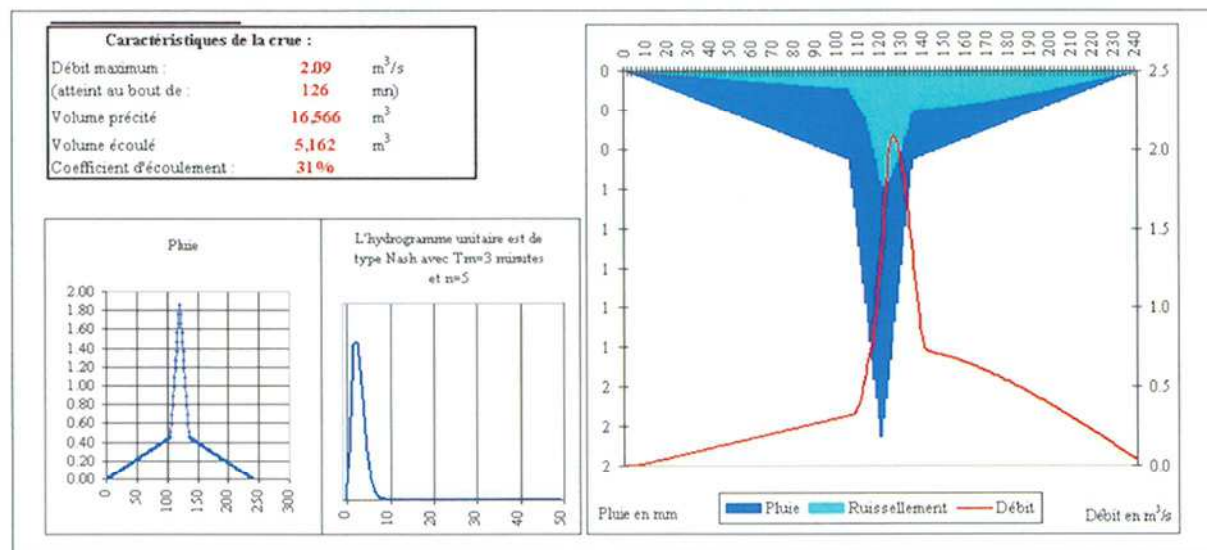 Caractéristiques de la crue :
Débit maximum : 2.09 m³/s
(atteint au bout de : 126 mn)
Volume précité 16,566 m³
Volume écoulé 5,162 m³
Coefficient d'écoulement : 31%
Pluie
2.00
1.80
1.60
1.40
1.20
1.00
0.80
0.60
0.40
0.20
0.00
0 50 100 150 200 250 300
L'hydrogramme unitaire est de
type Nash avec Tm=3 minutes
et n=5
0 10 20 30 40 50
0 10 20 30 40 50 60 70 80 90 100 110 120 130 140 150 160 170 180 190 200 210 220 230 240
0 2.5
0
0 2.0
1
1 1.5
1
1 1.0
1
2 0.5
2
2 0.0
Pluie en mm Pluie Ruissellement Débit Débit en m³/s